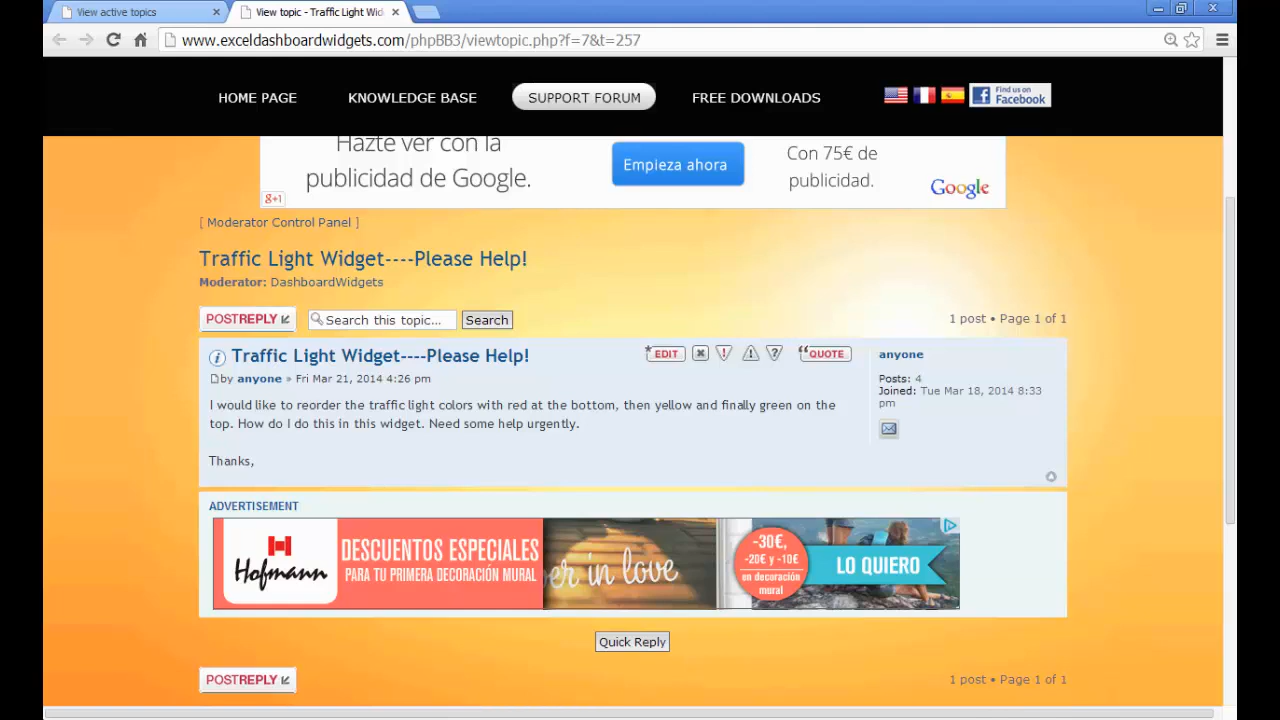 View active topics
View topic - Traffic Light Wid
www.exceldashboardwidgets.com/phpBB3/viewtopic.php?f=7&t=257
HOME PAGE
KNOWLEDGE BASE
SUPPORT FORUM
FREE DOWNLOADS
Find us on
Facebook
Hazte ver con la
publicidad de Google.
Empieza ahora
Con 75€ de
publicidad.
Google
g+1
[ Moderator Control Panel ]
Traffic Light Widget----Please Help!
Moderator: DashboardWidgets
POSTREPLY
Search this topic...
Search
1 post • Page 1 of 1
Traffic Light Widget----Please Help!
EDIT
QUOTE
by anyone » Fri Mar 21, 2014 4:26 pm
I would like to reorder the traffic light colors with red at the bottom, then yellow and finally green on the
top. How do I do this in this widget. Need some help urgently.
Thanks,
anyone
Posts: 4
Joined: Tue Mar 18, 2014 8:33
pm
ADVERTISEMENT
Hofmann
DESCUENTOS ESPECIALES
PARA TU PRIMERA DECORACIÓN MURAL
er in love
-30€,
-20€ y -10€
en decoración
mural
LO QUIERO
Quick Reply
POSTREPLY
1 post • Page 1 of 1